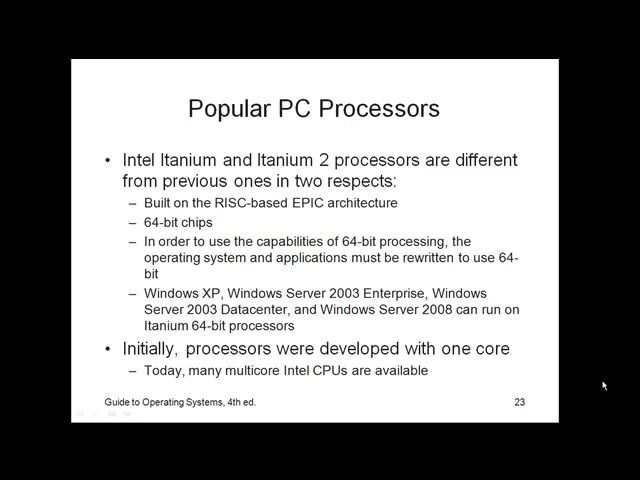 Popular PC Processors
• Intel Itanium and Itanium 2 processors are different
from previous ones in two respects:
– Built on the RISC-based EPIC architecture
– 64-bit chips
– In order to use the capabilities of 64-bit processing, the
operating system and applications must be rewritten to use 64-
bit
– Windows XP, Windows Server 2003 Enterprise, Windows
Server 2003 Datacenter, and Windows Server 2008 can run on
Itanium 64-bit processors
• Initially, processors were developed with one core
– Today, many multicore Intel CPUs are available
Guide to Operating Systems, 4th ed. 23